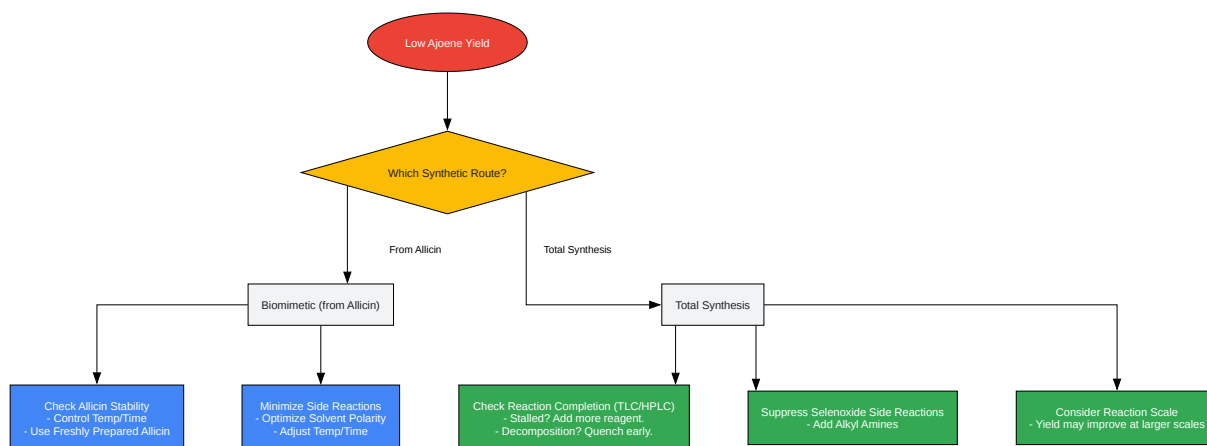 Low Ajoene Yield
Which Synthetic Route?
From Allicin
Total Synthesis
Biomimetic (from Allicin)
Total Synthesis
Check Allicin Stability
- Control Temp/Time
- Use Freshly Prepared Allicin
Minimize Side Reactions
- Optimize Solvent Polarity
- Adjust Temp/Time
Check Reaction Completion (TLC/HPLC)
- Stalled? Add more reagent.
- Decomposition? Quench early.
Suppress Selenoxide Side Reactions
- Add Alkyl Amines
Consider Reaction Scale
- Yield may improve at larger scales